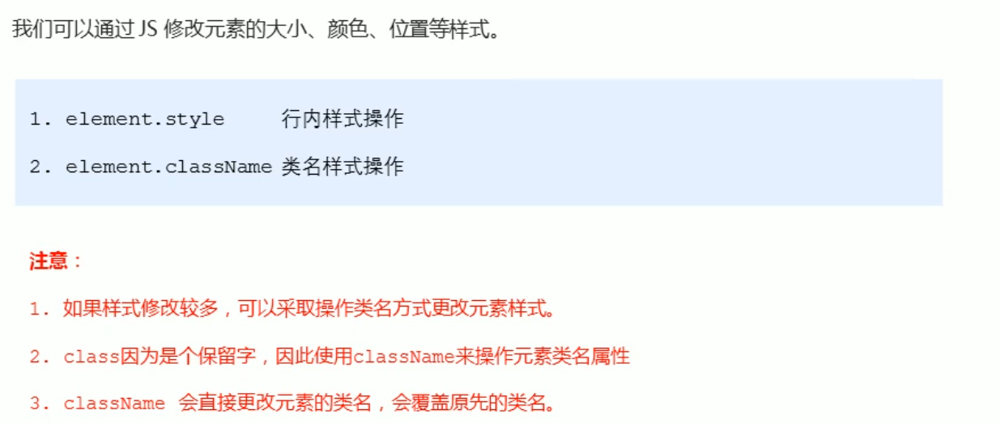 我们可以通过 JS 修改元素的大小、颜色、位置等样式。
1. element.style 行内样式操作
2. element.className 类名样式操作
注意：
1. 如果样式修改较多，可以采取操作类名方式更改元素样式。
2. class因为是个保留字，因此使用className来操作元素类名属性
3. className 会直接更改元素的类名，会覆盖原先的类名。